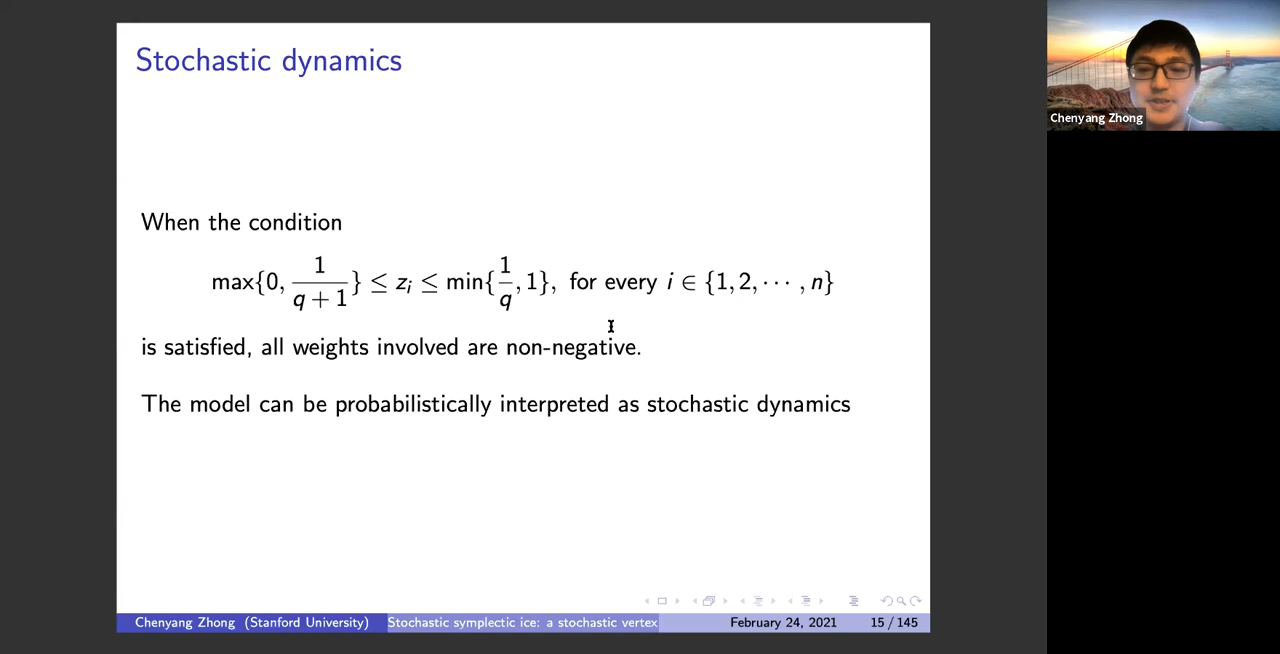 Stochastic dynamics
Chenyang Zhong
When the condition
max{0, \frac{1}{q + 1}} ≤ z_i ≤ min{\frac{1}{q}, 1}, for every i ∈ {1, 2, ⋯ , n}
is satisfied, all weights involved are non-negative.
The model can be probabilistically interpreted as stochastic dynamics
Chenyang Zhong (Stanford University) Stochastic symplectic ice: a stochastic vertex February 24, 2021 15 / 145